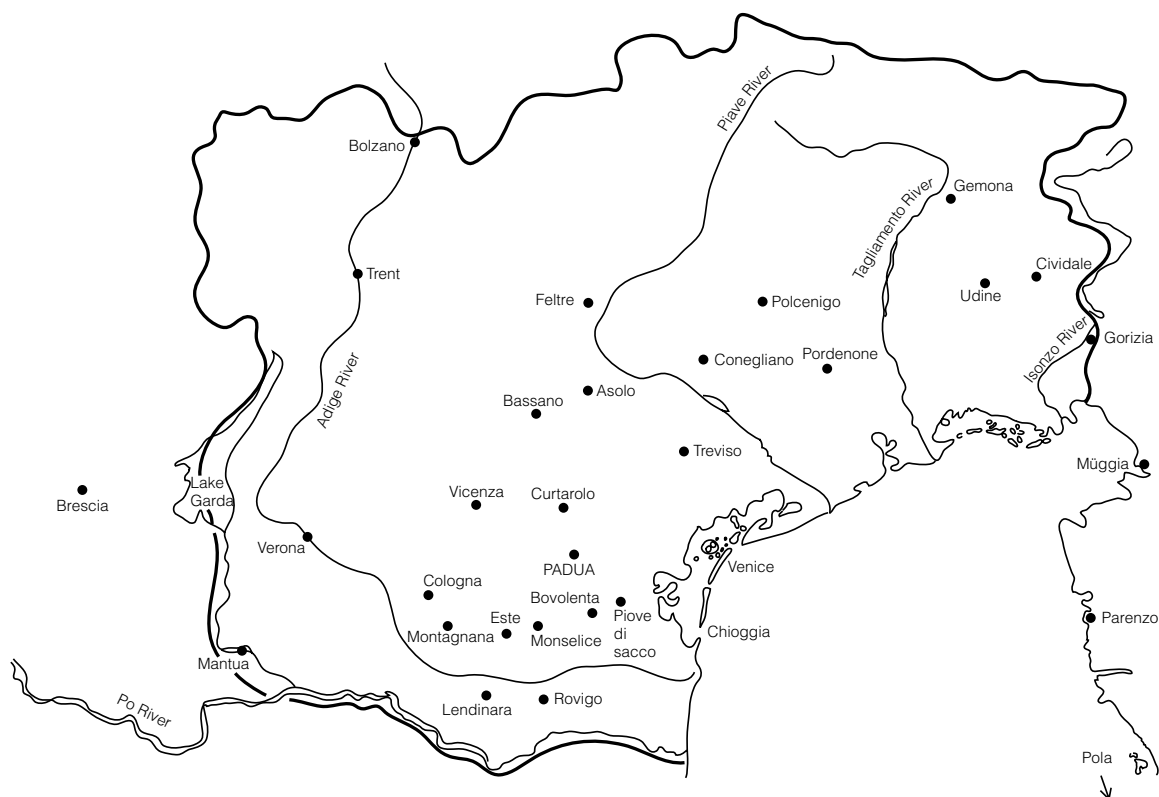 Piave River
Bolzano
Gemona
Tagliamento River
Cividale
Trent
Udine
Feltre
Polcenigo
Isonzo River
Gorizia
Conegliano
Pordenone
Adige River
Asolo
Bassano
Treviso
Müggia
Lake
Garda
Brescia
Vicenza
Curtarolo
Verona
PADUA
Venice
Cologna
Bovolenta
Este
Piove
di
sacco
Montagnana
Monselice
Chioggia
Parenzo
Mantua
Po River
Lendinara
Rovigo
Pola